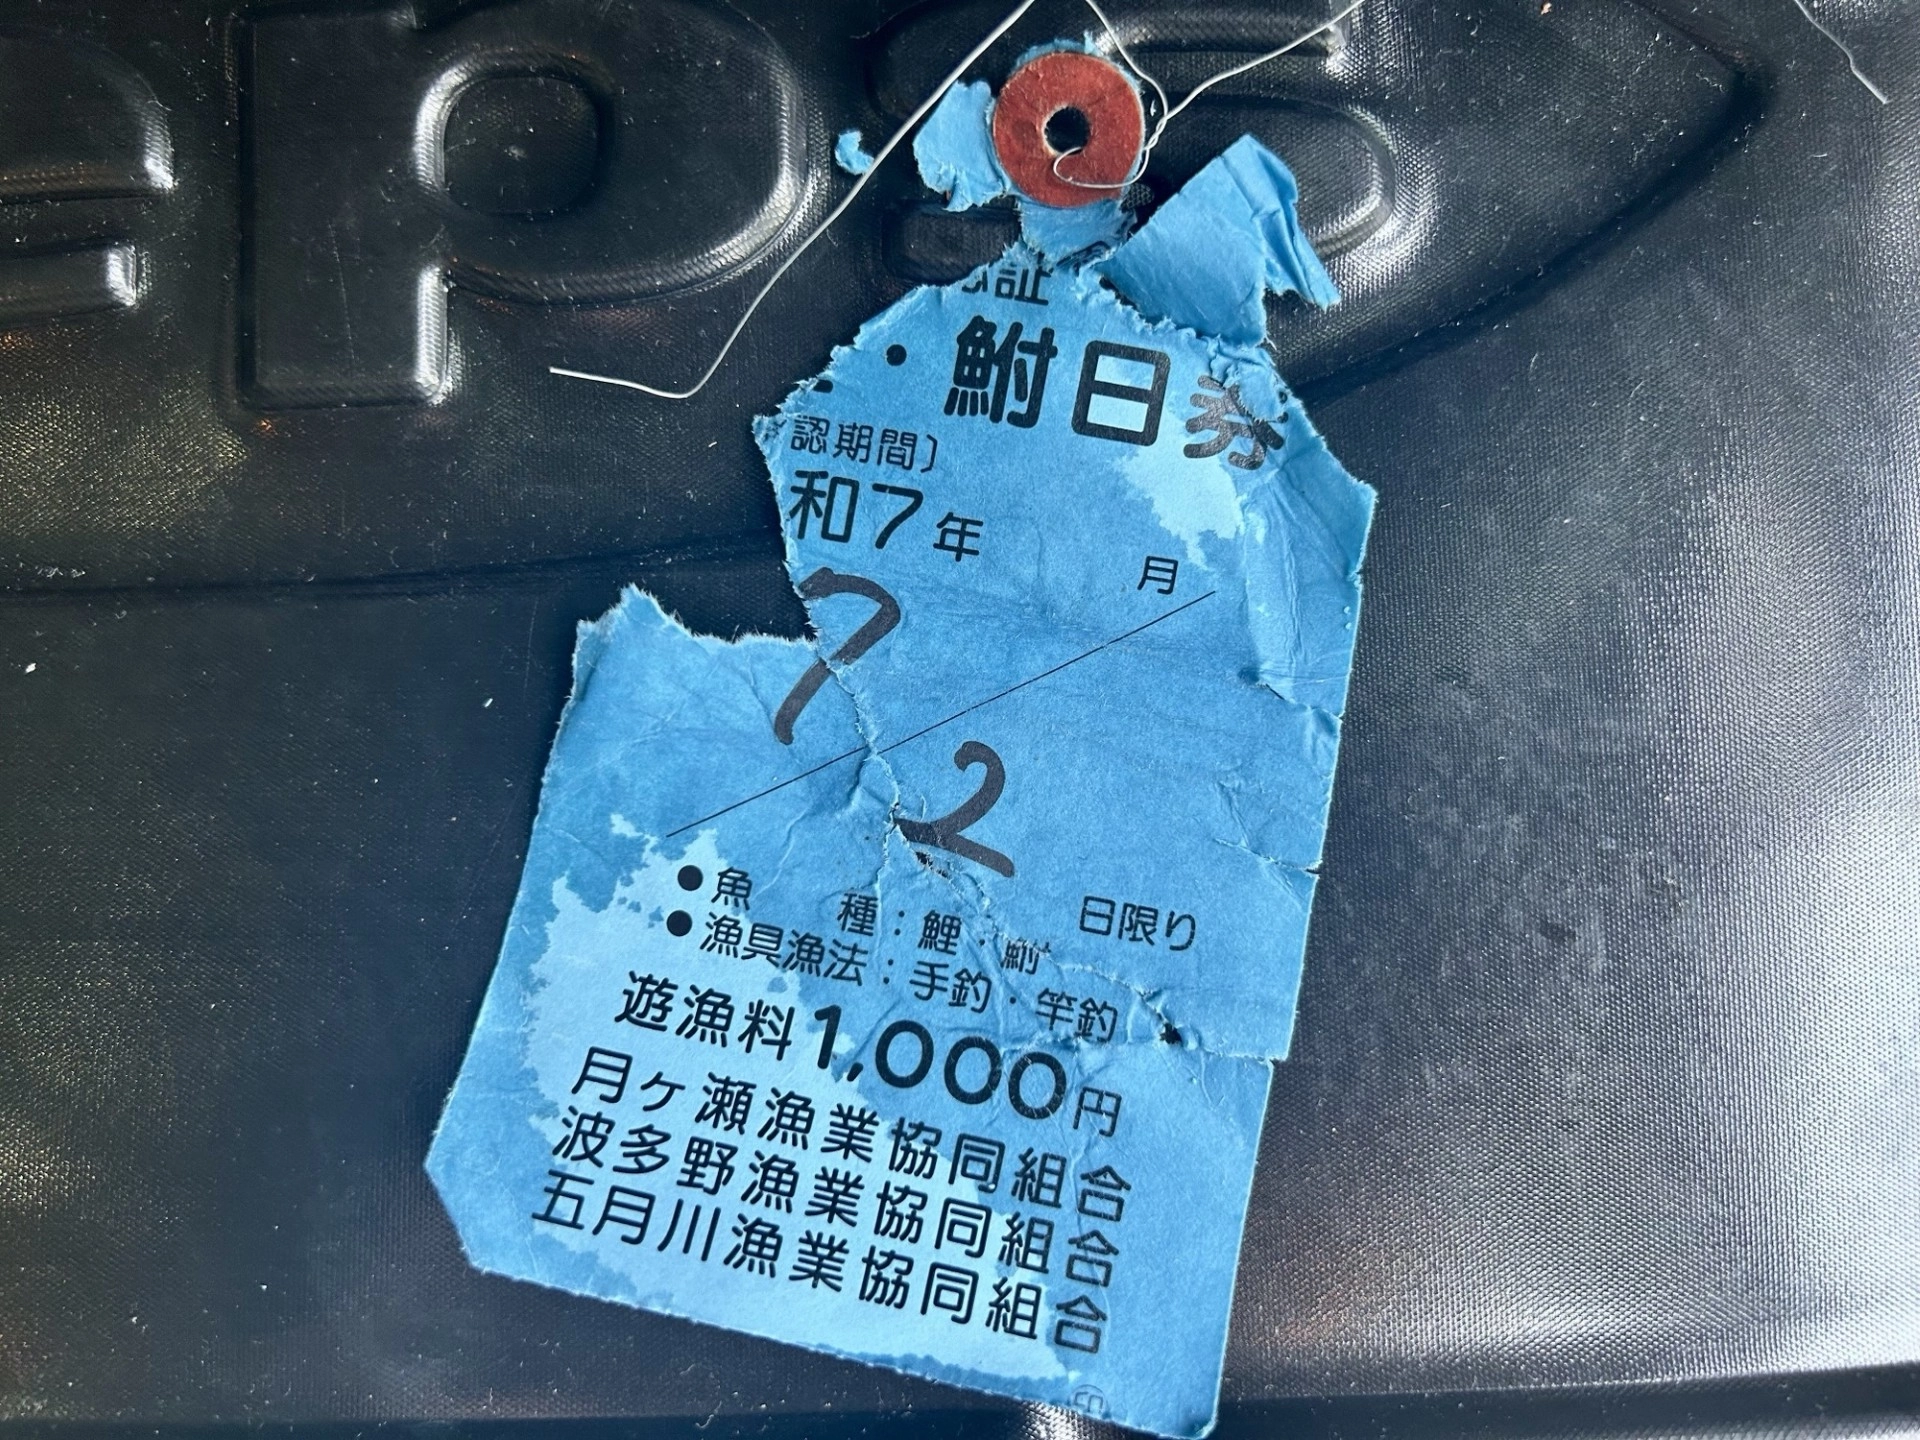 証
・鮒日券
認期間〕
和7年 月
7
2
日限り
●魚 種：鯉・鮒
●漁具漁法：手釣・竿釣
遊漁料1,000円
月ヶ瀬漁業協同組合
波多野漁業協同組合
五月川漁業協同組合